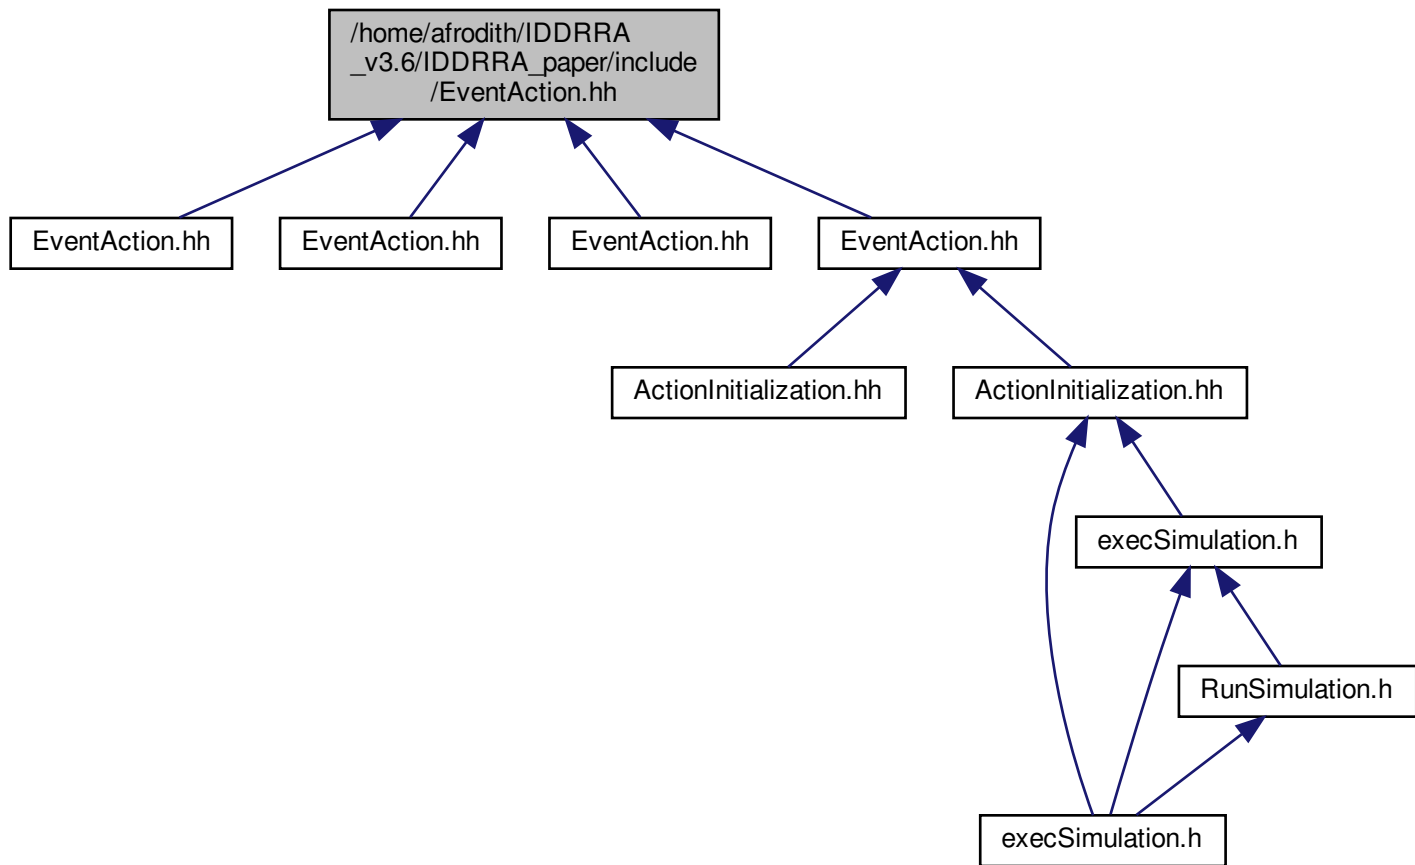 /home/afrodith/IDDRRA
_v3.6/IDDRRA_paper/include
/EventAction.hh
EventAction.hh
EventAction.hh
EventAction.hh
EventAction.hh
ActionInitialization.hh
ActionInitialization.hh
execSimulation.h
RunSimulation.h
execSimulation.h